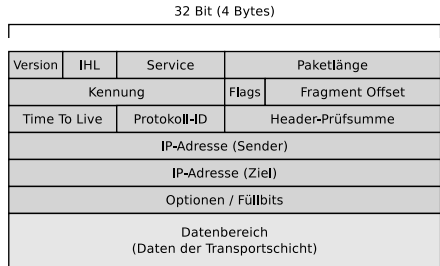 32 Bit (4 Bytes)
Version IHL Service Paketlänge
Kennung Flags Fragment Offset
Time To Live Protokoll-ID Header-Prüfsumme
IP-Adresse (Sender)
IP-Adresse (Ziel)
Optionen / Füllbits
Datenbereich
(Daten der Transportschicht)